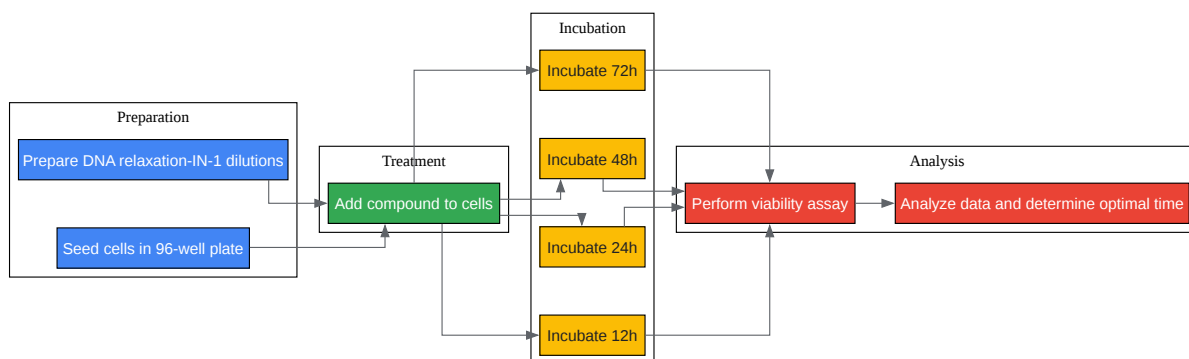 Preparation
Prepare DNA relaxation-IN-1 dilutions
Seed cells in 96-well plate
Treatment
Add compound to cells
Incubation
Incubate 72h
Incubate 48h
Incubate 24h
Incubate 12h
Analysis
Perform viability assay
Analyze data and determine optimal time